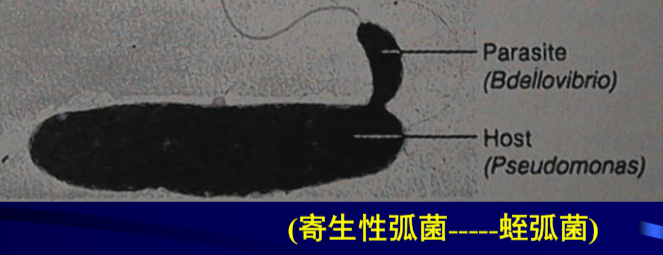 Parasite
(Bdellovibrio)
Host
(Pseudomonas)
(寄生性弧菌-----蛭弧菌)